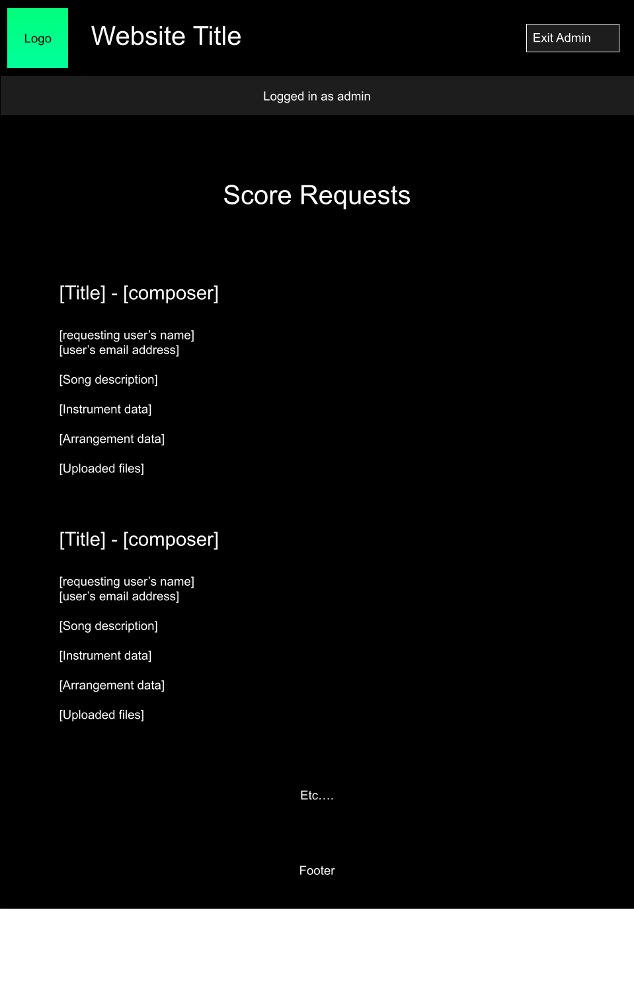 Logo
Website Title
Exit Admin
Logged in as admin
Score Requests
[Title] - [composer]
[requesting user’s name]
[user’s email address]
[Song description]
[Instrument data]
[Arrangement data]
[Uploaded files]
[Title] - [composer]
[requesting user’s name]
[user’s email address]
[Song description]
[Instrument data]
[Arrangement data]
[Uploaded files]
Etc….
Footer